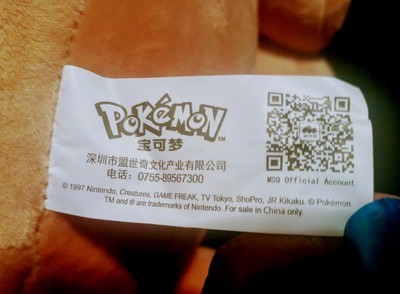 POKéMON™
宝可梦
深圳市盟世奇文化产业有限公司
电话：0755-89567300
MSQ Official Account
© 1997 Nintendo, Creatures, GAME FREAK, TV Tokyo, ShoPro, JR Kikaku. © Pokémon.
TM and ® are trademarks of Nintendo. For sale in China only.